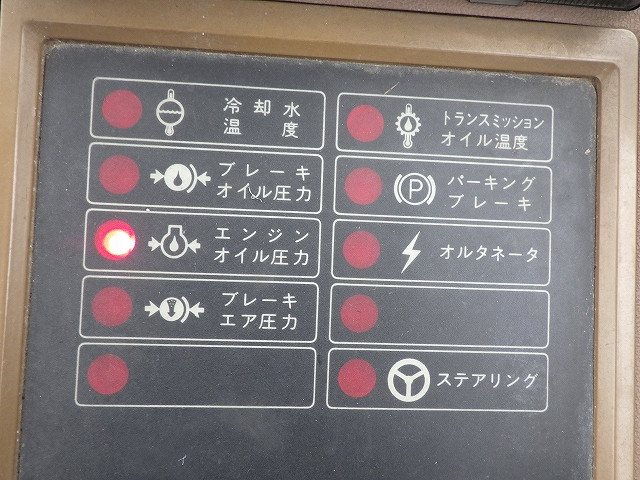 冷却水
温度
ブレーキ
オイル圧力
エンジン
オイル圧力
ブレーキ
エア圧力
トランスミッション
オイル温度
P
パーキング
ブレーキ
オルタネータ
ステアリング